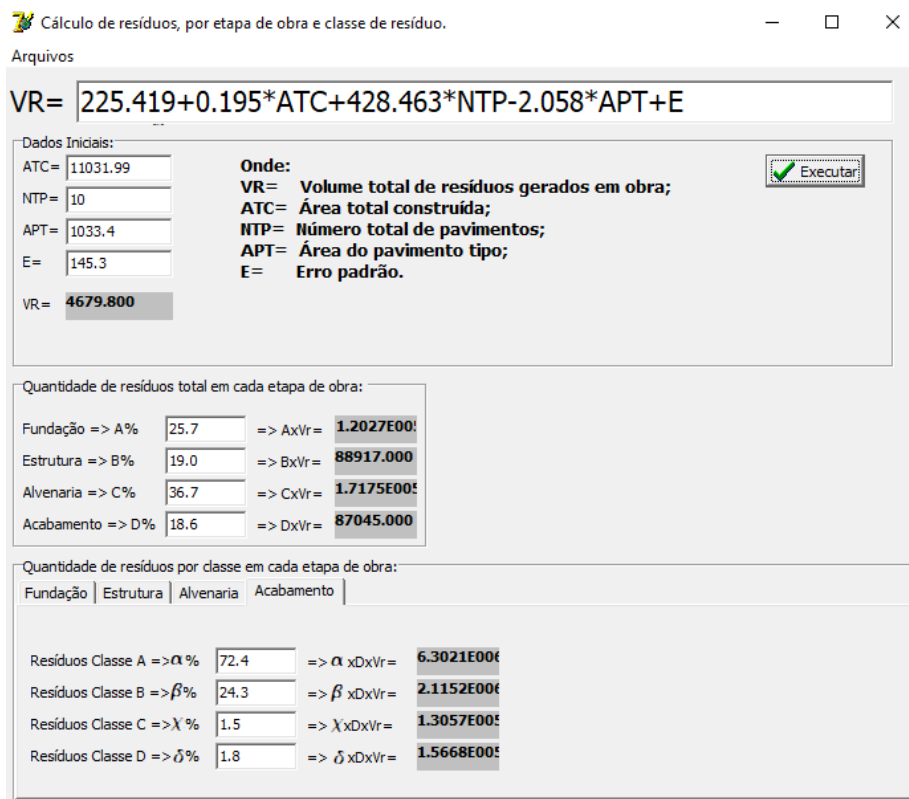 Cálculo de resíduos, por etapa de obra e classe de resíduo.
Arquivos
VR= 225.419+0.195*ATC+428.463*NTP-2.058*APT+E
Dados Iniciais:
ATC= 11031.99
NTP= 10
APT= 1033.4
E= 145.3
VR= 4679.800
Onde:
VR= Volume total de resíduos gerados em obra;
ATC= Área total construída;
NTP= Número total de pavimentos;
APT= Área do pavimento tipo;
E= Erro padrão.
Executar
Quantidade de resíduos total em cada etapa de obra:
Fundação => A% 25.7 => AxVr= 1.2027E005
Estrutura => B% 19.0 => BxVr= 88917.000
Alvenaria => C% 36.7 => CxVr= 1.7175E005
Acabamento => D% 18.6 => DxVr= 87045.000
Quantidade de resíduos por classe em cada etapa de obra:
Fundação Estrutura Alvenaria Acabamento
Resíduos Classe A =>α% 72.4 => α xDxVr= 6.3021E006
Resíduos Classe B =>β% 24.3 => β xDxVr= 2.1152E006
Resíduos Classe C =>χ% 1.5 => χxDxVr= 1.3057E005
Resíduos Classe D =>δ% 1.8 => δ xDxVr= 1.5668E005